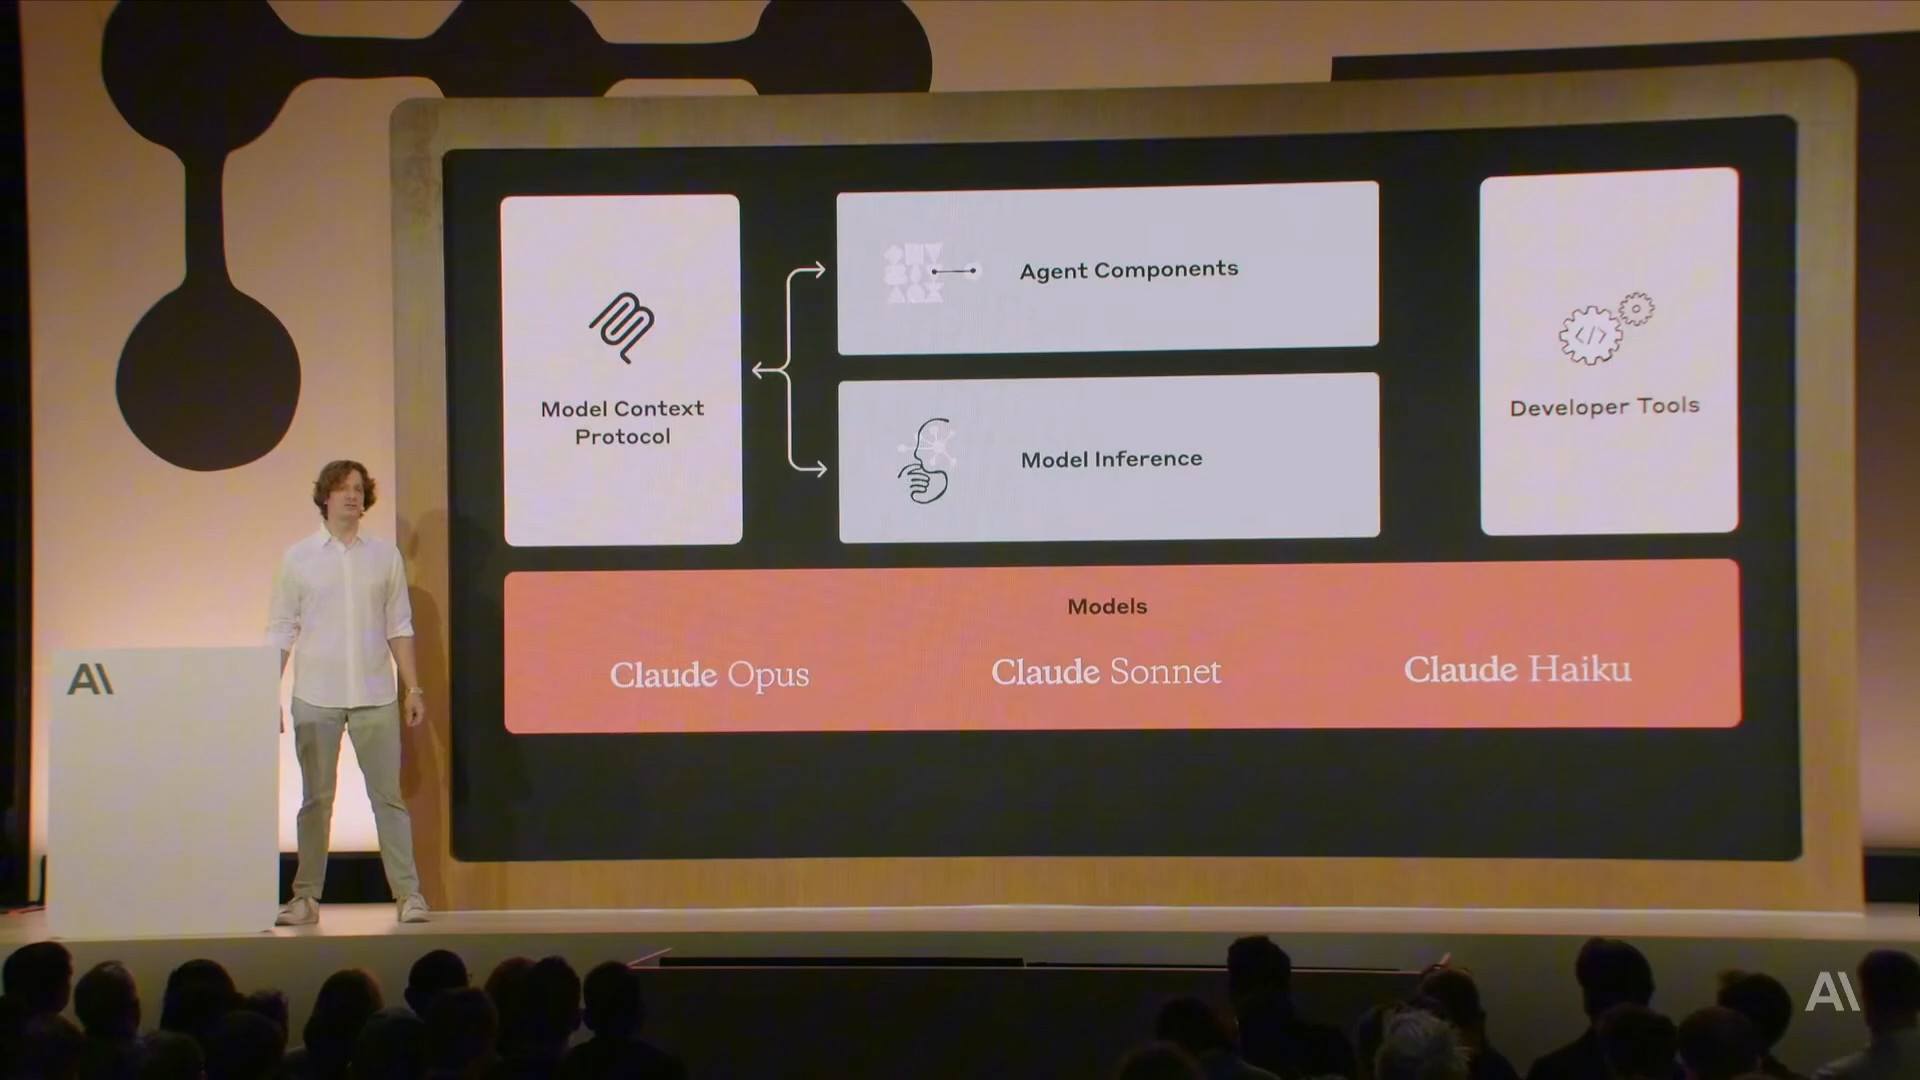 Model Context
Protocol
Agent Components
Model Inference
Developer Tools
</>
Models
Claude Opus
Claude Sonnet
Claude Haiku
A\
A\